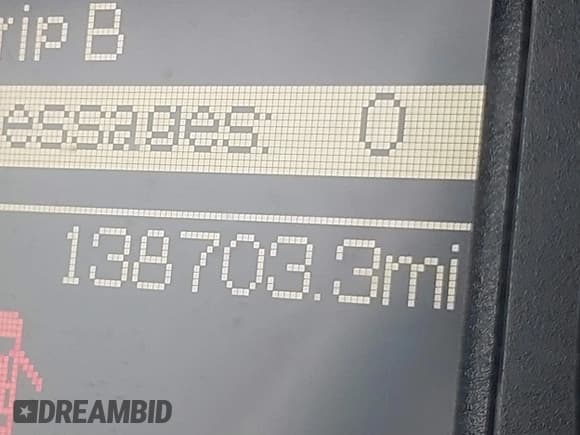 rip B
essages: 0
138703.3mi
DREAMBID